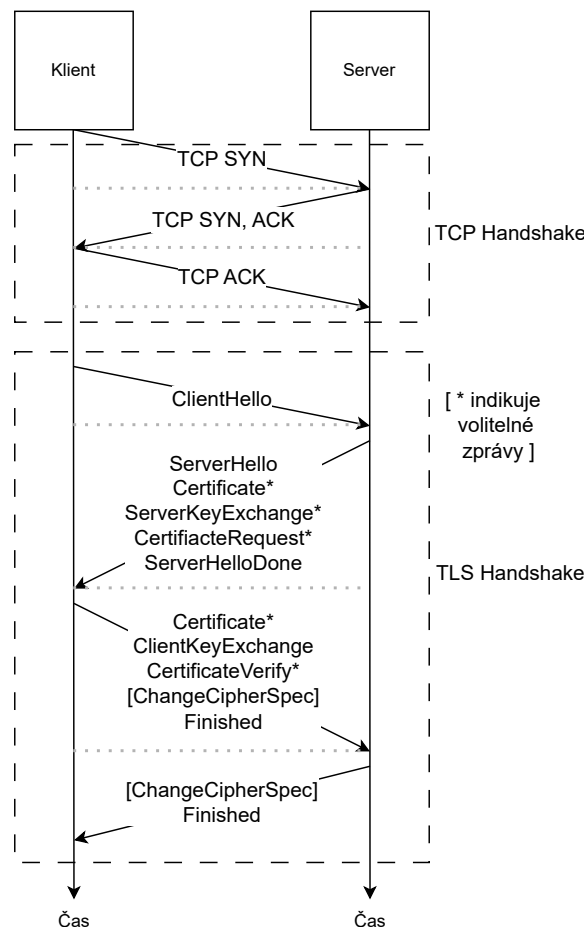 Klient
Server
TCP SYN
TCP SYN, ACK
TCP Handshake
TCP ACK
ClientHello
[ * indikuje
volitelné
zprávy ]
ServerHello
Certificate*
ServerKeyExchange*
CertifiacteRequest*
ServerHelloDone
TLS Handshake
Certificate*
ClientKeyExchange
CertificateVerify*
[ChangeCipherSpec]
Finished
[ChangeCipherSpec]
Finished
Čas
Čas